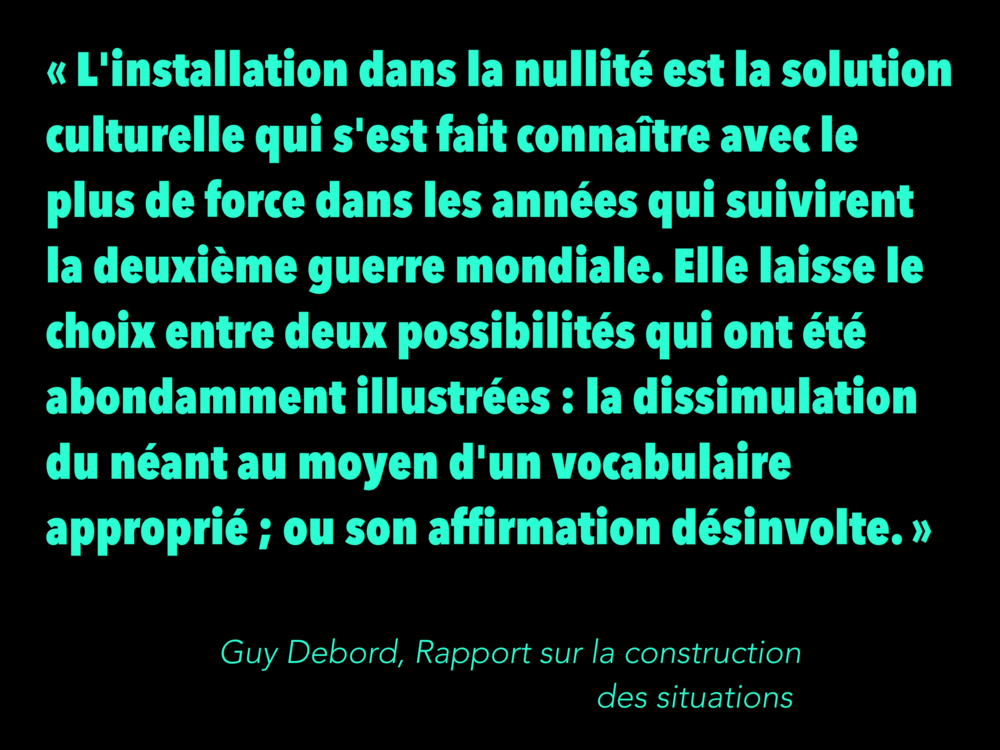 « L'installation dans la nullité est la solution
culturelle qui s'est fait connaître avec le
plus de force dans les années qui suivirent
la deuxième guerre mondiale. Elle laisse le
choix entre deux possibilités qui ont été
abondamment illustrées : la dissimulation
du néant au moyen d'un vocabulaire
approprié ; ou son affirmation désinvolte. »
Guy Debord, Rapport sur la construction
des situations